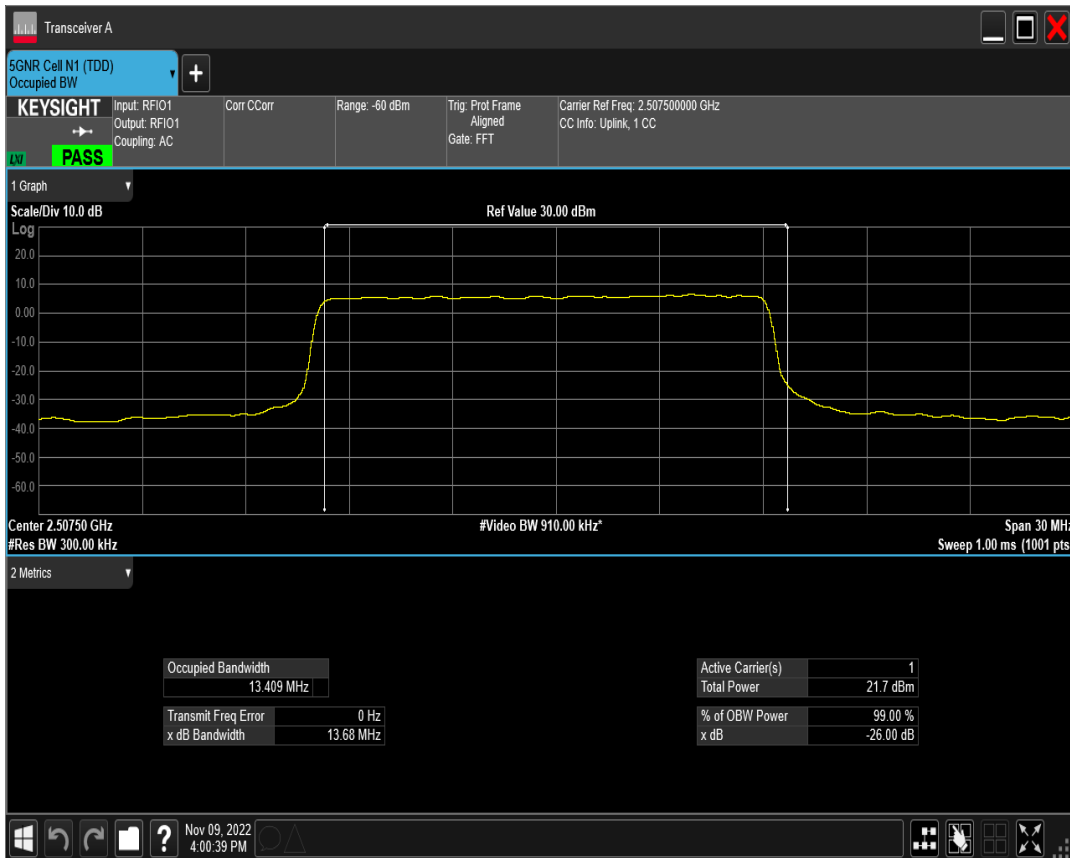 Transceiver A
5GNR Cell N1 (TDD)
Occupied BW
+
KEYSIGHT
LXI
PASS
Input: RFIO1
Output: RFIO1
Coupling: AC
Corr CCorr
Range: -60 dBm
Trig: Prot Frame
Aligned
Gate: FFT
Carrier Ref Freq: 2.507500000 GHz
CC Info: Uplink, 1 CC
1 Graph
Scale/Div 10.0 dB
Ref Value 30.00 dBm
Log
20.0
10.0
0.00
-10.0
-20.0
-30.0
-40.0
-50.0
-60.0
Center 2.50750 GHz
#Video BW 910.00 kHz*
Span 30 MHz
#Res BW 300.00 kHz
Sweep 1.00 ms (1001 pts
2 Metrics
Occupied Bandwidth
13.409 MHz
Transmit Freq Error 0 Hz
x dB Bandwidth 13.68 MHz
Active Carrier(s) 1
Total Power 21.7 dBm
% of OBW Power 99.00 %
x dB -26.00 dB
?
Nov 09, 2022
4:00:39 PM